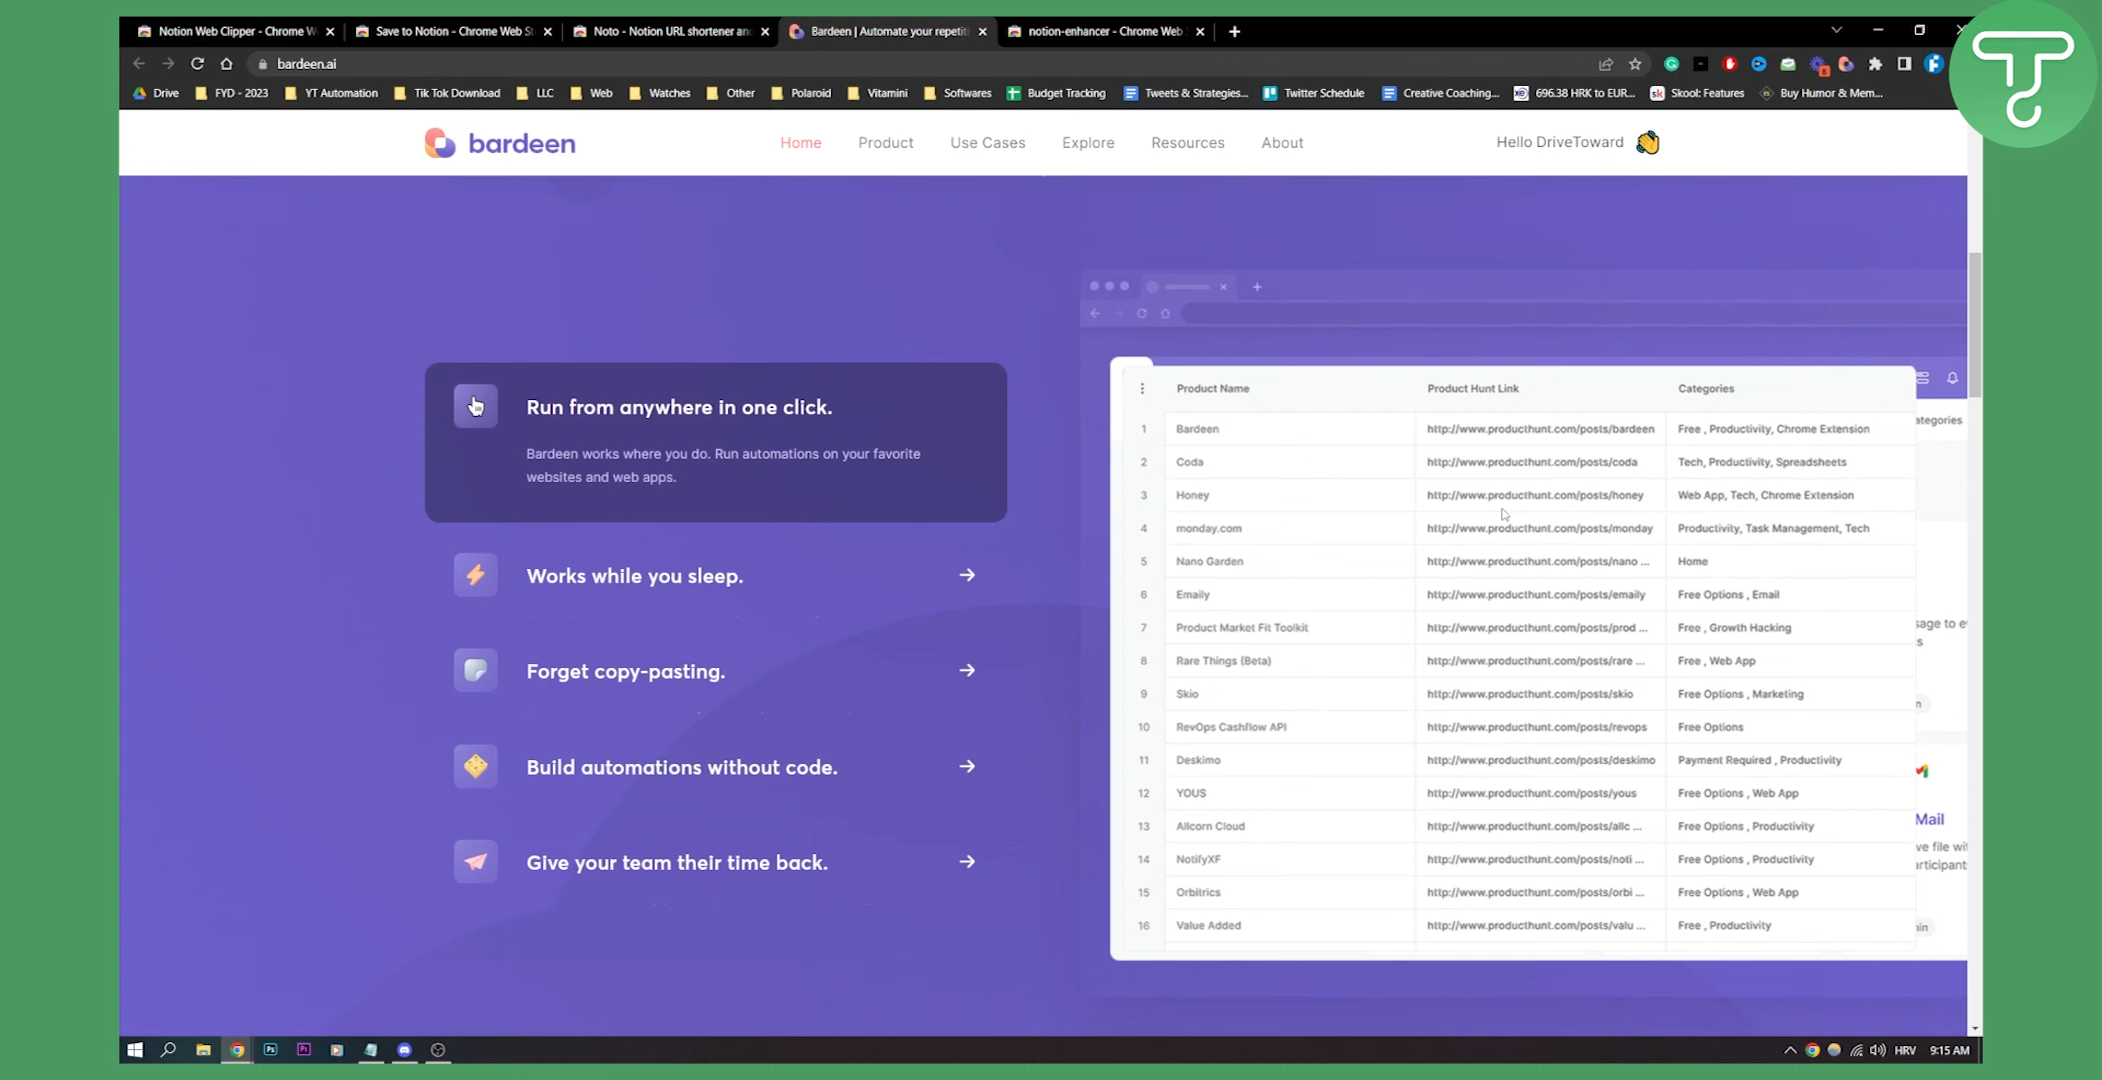 Notion Web Clipper - Chrome W
Save to Notion - Chrome Web St
Noto - Notion URL shortener and
Bardeen | Automate your repetiti
notion-enhancer - Chrome Web
bardeen.ai
Drive
FYD - 2023
YT Automation
Tik Tok Download
LLC
Web
Watches
Other
Polaroid
Vitamini
Softwares
Budget Tracking
Tweets & Strategies...
Twitter Schedule
Creative Coaching...
696.38 HRK to EUR...
Skool: Features
Buy Humor & Mem...
bardeen
Home
Product
Use Cases
Explore
Resources
About
Hello DriveToward
Run from anywhere in one click.
Bardeen works where you do. Run automations on your favorite
websites and web apps.
Works while you sleep.
Forget copy-pasting.
Build automations without code.
Give your team their time back.
Product Name Product Hunt Link Categories
1 Bardeen http://www.producthunt.com/posts/bardeen Free , Productivity, Chrome Extension
2 Coda http://www.producthunt.com/posts/coda Tech, Productivity, Spreadsheets
3 Honey http://www.producthunt.com/posts/honey Web App, Tech, Chrome Extension
4 monday.com http://www.producthunt.com/posts/monday Productivity, Task Management, Tech
5 Nano Garden http://www.producthunt.com/posts/nano ... Home
6 Emaily http://www.producthunt.com/posts/emaily Free Options , Email
7 Product Market Fit Toolkit http://www.producthunt.com/posts/prod ... Free , Growth Hacking
8 Rare Things (Beta) http://www.producthunt.com/posts/rare ... Free , Web App
9 Skio http://www.producthunt.com/posts/skio Free Options , Marketing
10 RevOps Cashflow API http://www.producthunt.com/posts/revops Free Options
11 Deskimo http://www.producthunt.com/posts/deskimo Payment Required , Productivity
12 YOUS http://www.producthunt.com/posts/yous Free Options , Web App
13 Allcorn Cloud http://www.producthunt.com/posts/allc ... Free Options , Productivity
14 NotifyXF http://www.producthunt.com/posts/noti ... Free Options , Productivity
15 Orbitrics http://www.producthunt.com/posts/orbi ... Free Options , Web App
16 Value Added http://www.producthunt.com/posts/valu ... Free , Productivity
ategories
sage to e
s
n
Mail
ve file wi
articipant
in
HRV
9:15 AM